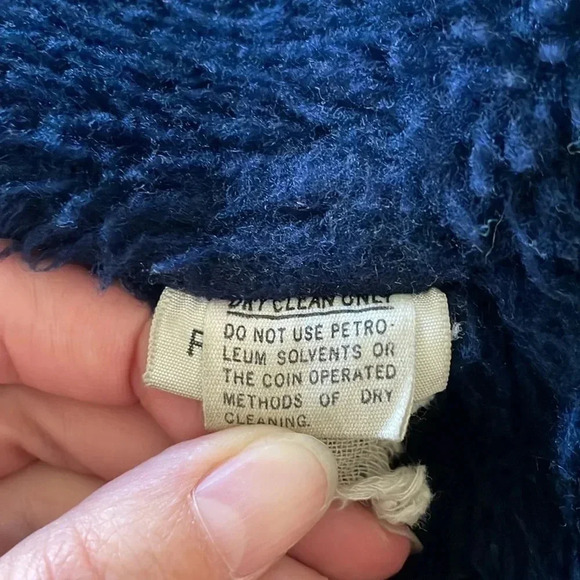 DRY CLEAN ONLY
DO NOT USE PETRO-
LEUM SOLVENTS OR
THE COIN OPERATED
METHODS OF DRY
CLEANING.